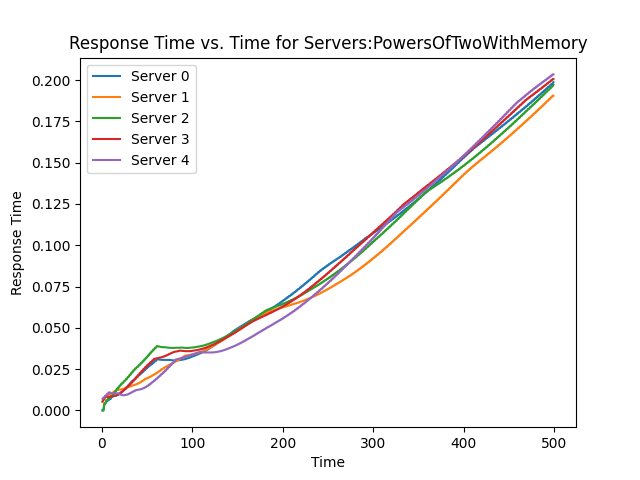 Response Time vs. Time for Servers:PowersOfTwoWithMemory
Server 0
Server 1
Server 2
Server 3
Server 4
Response Time
0.200
0.175
0.150
0.125
0.100
0.075
0.050
0.025
0.000
0 100 200 300 400 500
Time